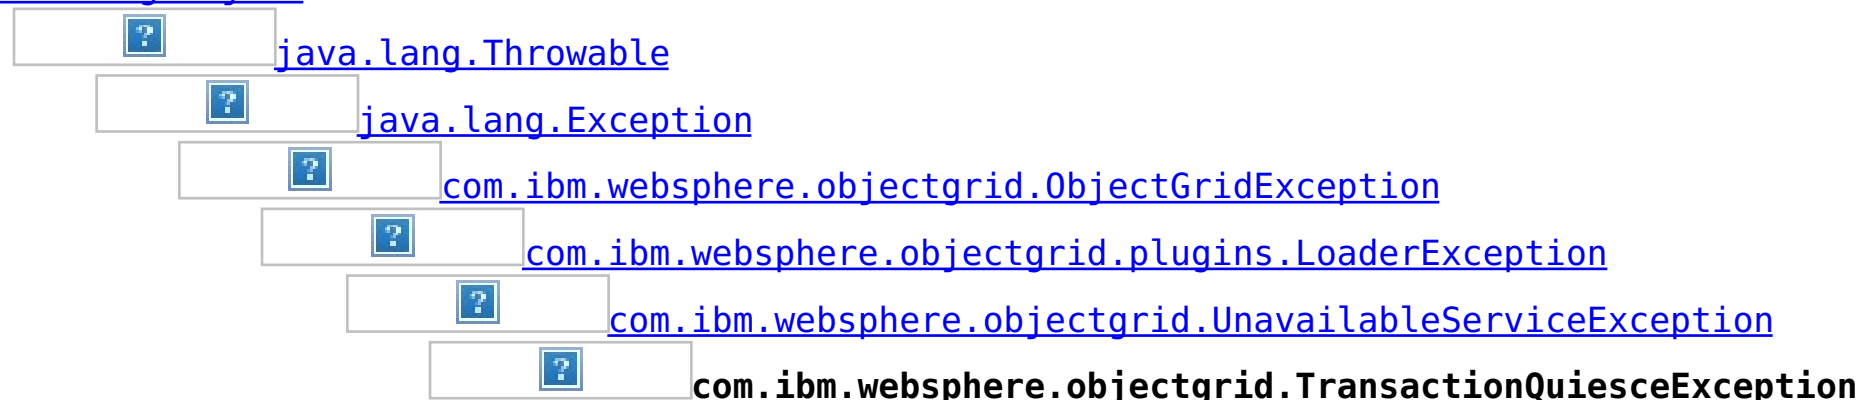 java.lang.Throwable
java.lang.Exception
com.ibm.websphere.objectgrid.ObjectGridException
com.ibm.websphere.objectgrid.plugins.LoaderException
com.ibm.websphere.objectgrid.UnavailableServiceException
com.ibm.websphere.objectgrid.TransactionQuiesceException